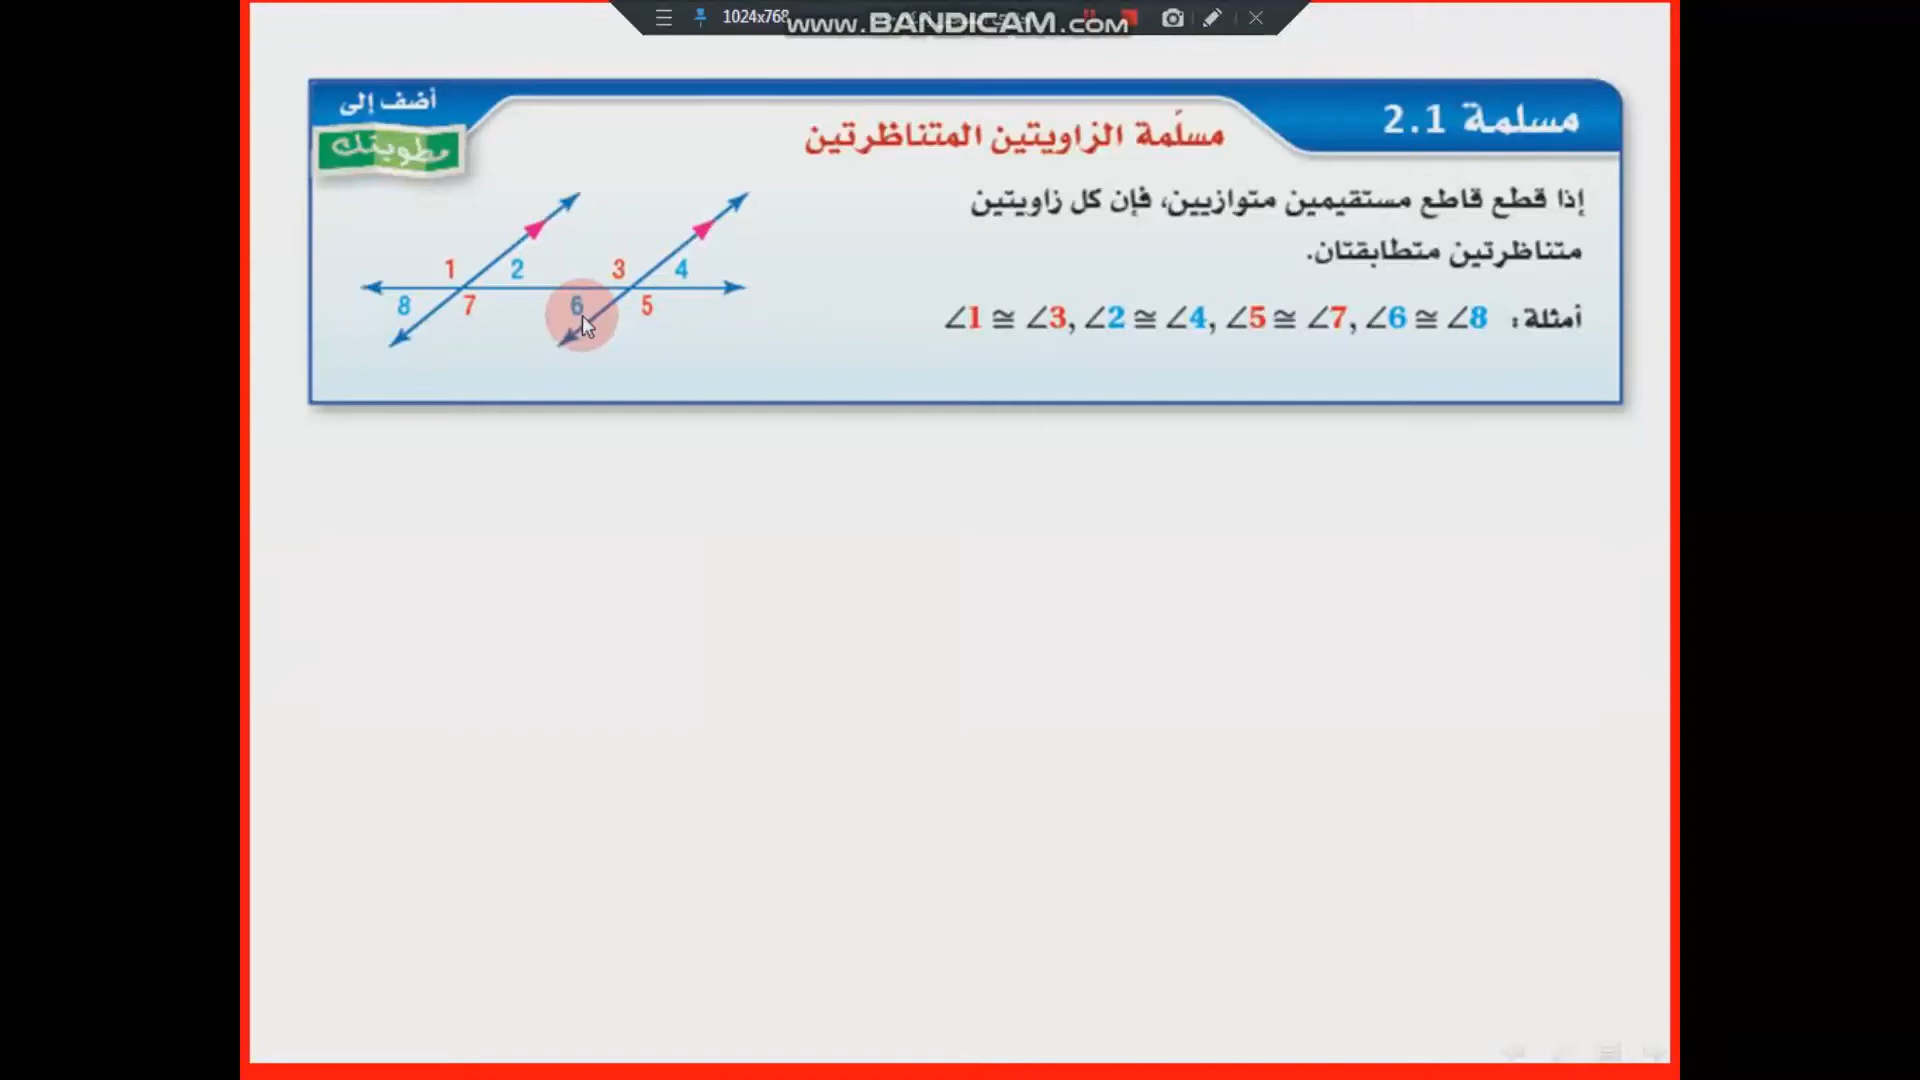 1024x768
www.BANDICAM.com
مسلمة 2.1
أضف إلى
مطويتك
مسلّمة الزاويتين المتناظرتين
إذا قطع قاطع مستقيمين متوازيين، فإن كل زاويتين
متناظرتين متطابقتان.
أمثلة: ∠1 ≅ ∠3, ∠2 ≅ ∠4, ∠5 ≅ ∠7, ∠6 ≅ ∠8
1 2 3 4
8 7 6 5